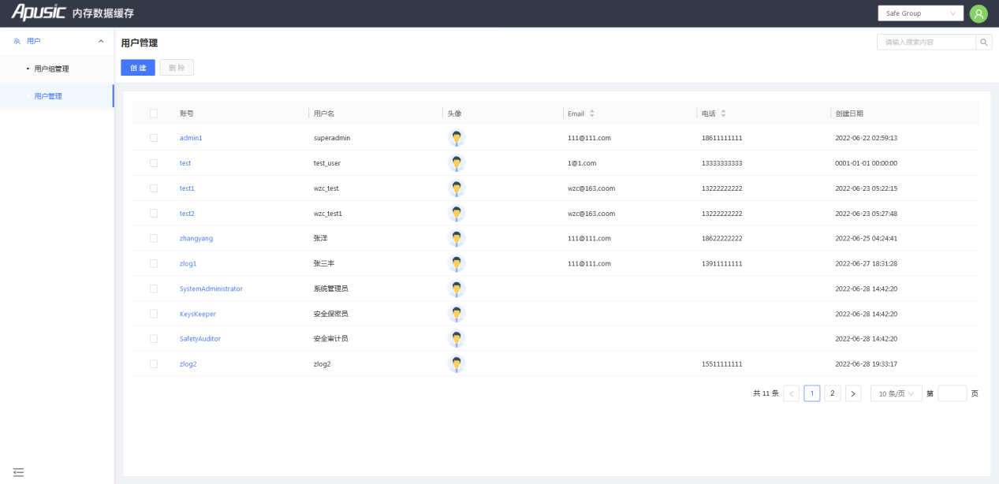 Apusic 内存数据缓存
Safe Group
用户
用户组管理
用户管理
用户管理
请输入搜索内容
创 建
删 除
账号 用户名 头像 Email 电话 创建日期
admin1 superadmin 111@111.com 18611111111 2022-06-22 02:59:13
test test_user 1@1.com 13333333333 0001-01-01 00:00:00
test1 wzc_test wzc@163.coom 13222222222 2022-06-23 05:22:15
test2 wzc_test1 wzc@163.coom 13222222222 2022-06-23 05:27:48
zhangyang 张洋 111@111.com 18622222222 2022-06-25 04:24:41
zlog1 张三丰 111@111.com 13911111111 2022-06-27 18:31:28
SystemAdministrator 系统管理员 2022-06-28 14:42:20
KeysKeeper 安全保密员 2022-06-28 14:42:20
SafetyAuditor 安全审计员 2022-06-28 14:42:20
zlog2 zlog2 15511111111 2022-06-28 19:33:17
共 11 条 < 1 2 > 10 条/页 第 页